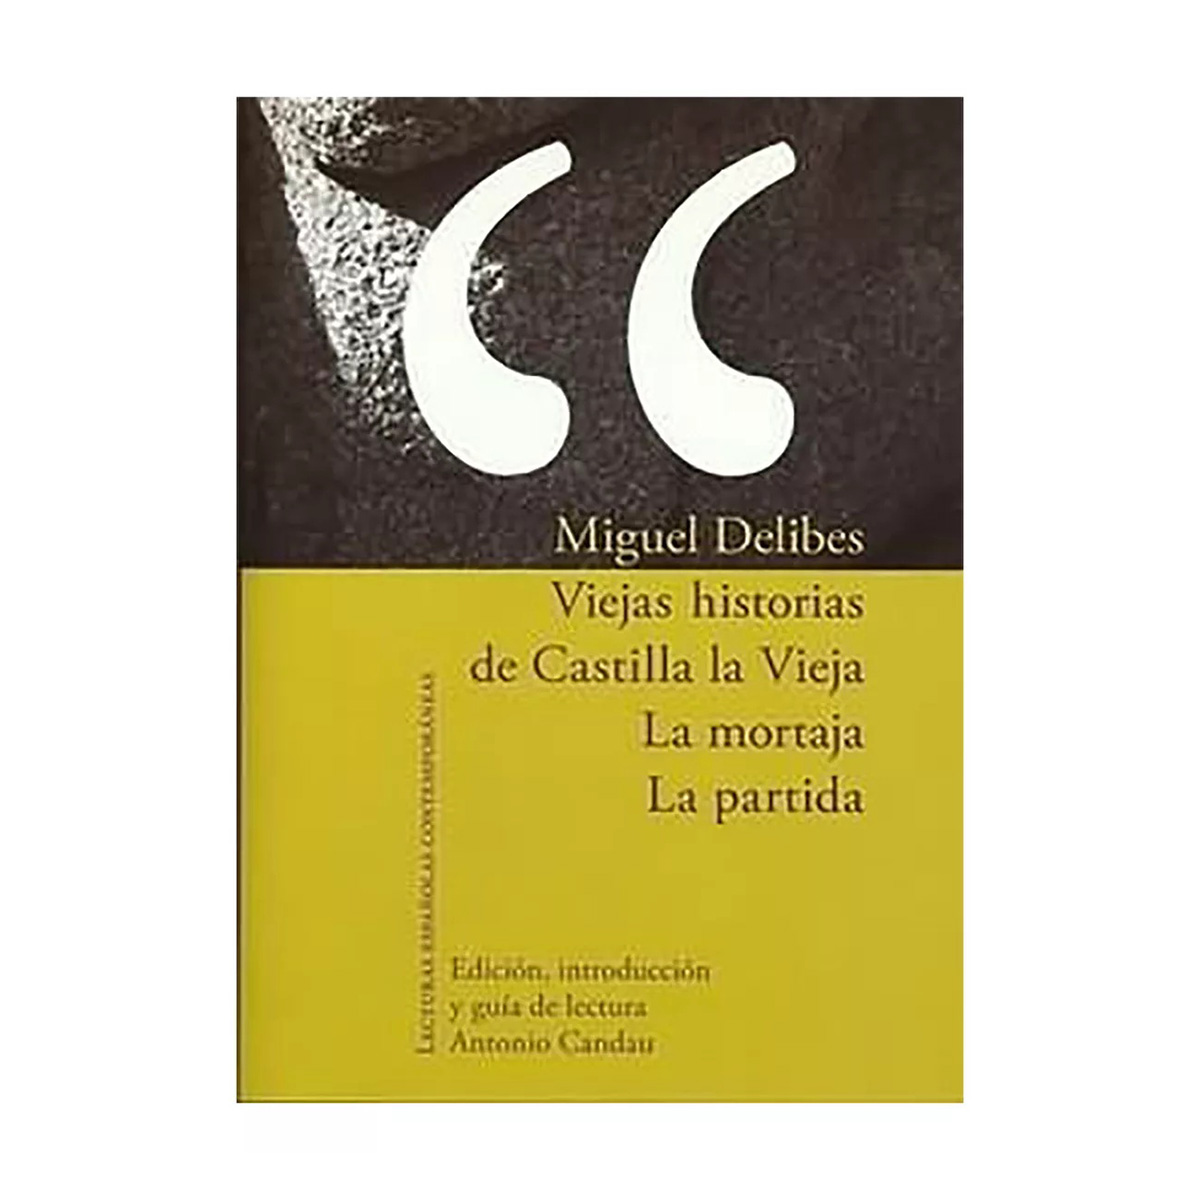 Miguel Delibes
Viejas historias
de Castilla la Vieja
La mortaja
La partida
LECTURAS ESPAÑOLAS CONTEMPORÁNEAS
Edición, introducción
y guía de lectura
Antonio Candau